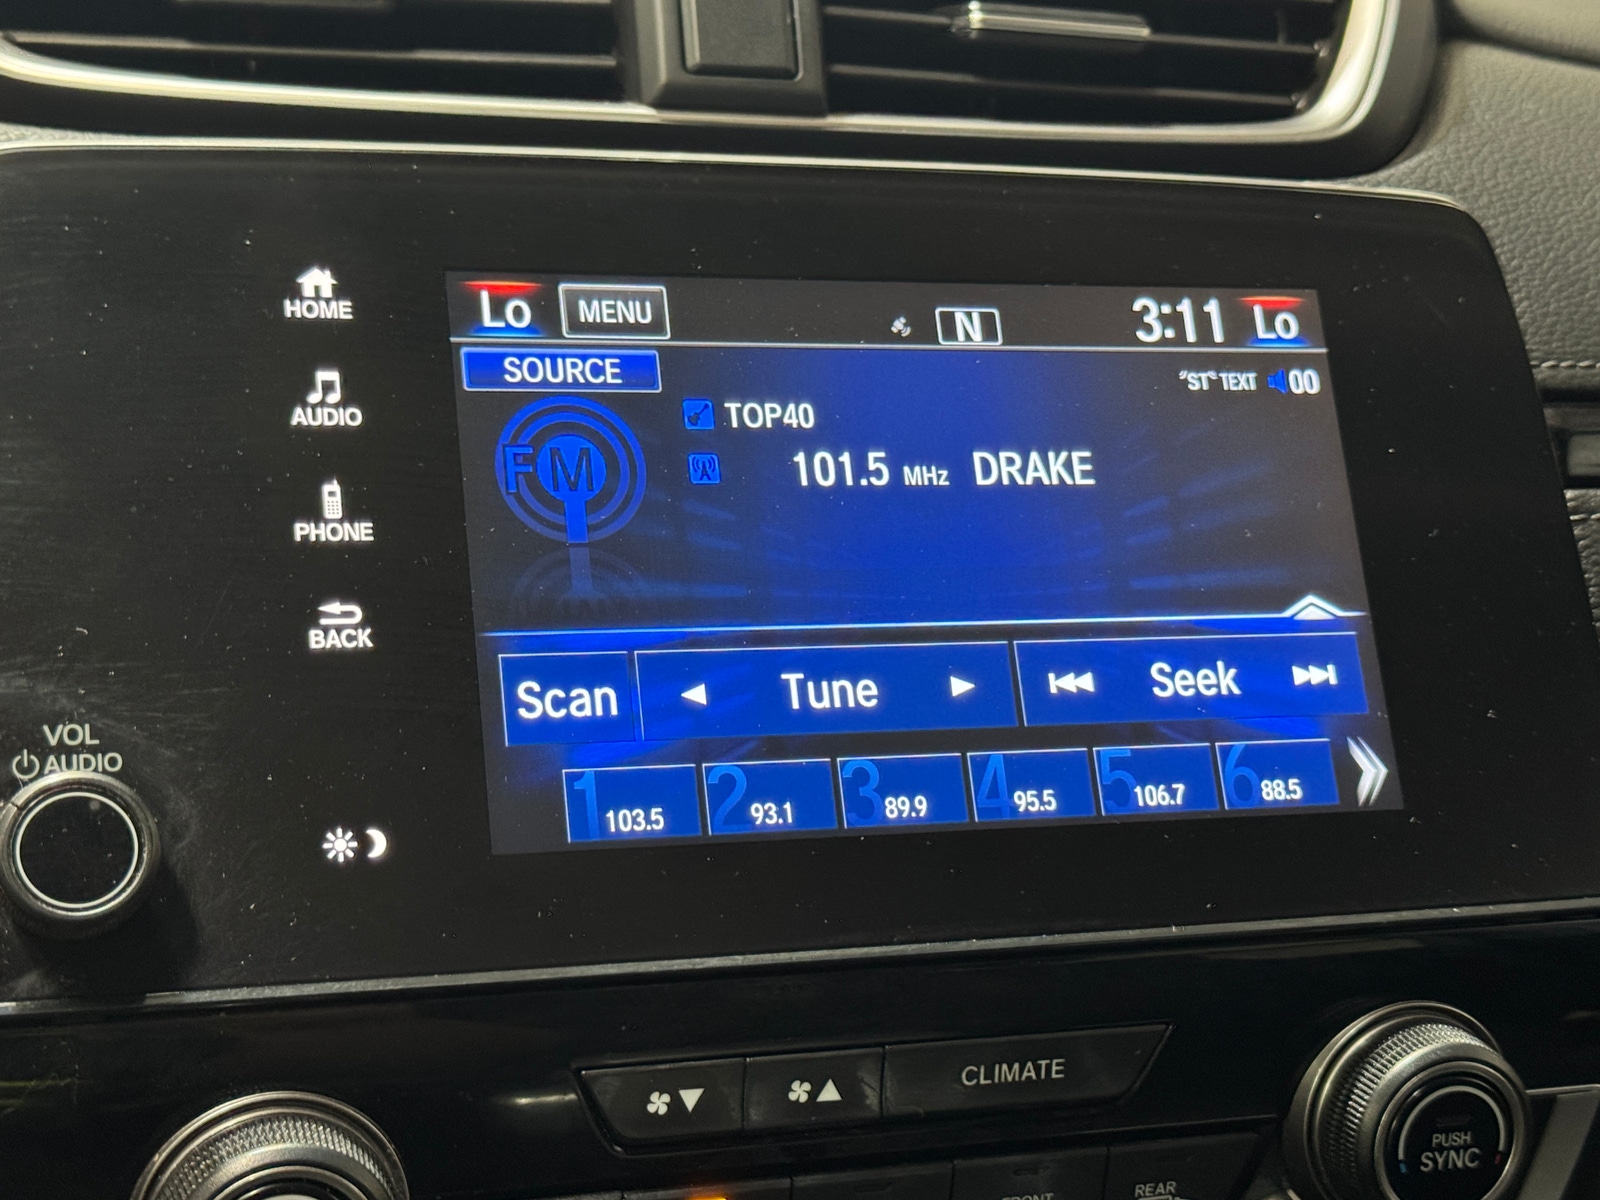 HOME
AUDIO
PHONE
BACK
VOL
AUDIO
Lo MENU N 3:11 Lo
SOURCE
"ST" TEXT 00
FM
TOP40
101.5 MHz DRAKE
Scan Tune Seek
1 103.5 2 93.1 3 89.9 4 95.5 5 106.7 6 88.5
CLIMATE
PUSH
SYNC
FRONT
REAR